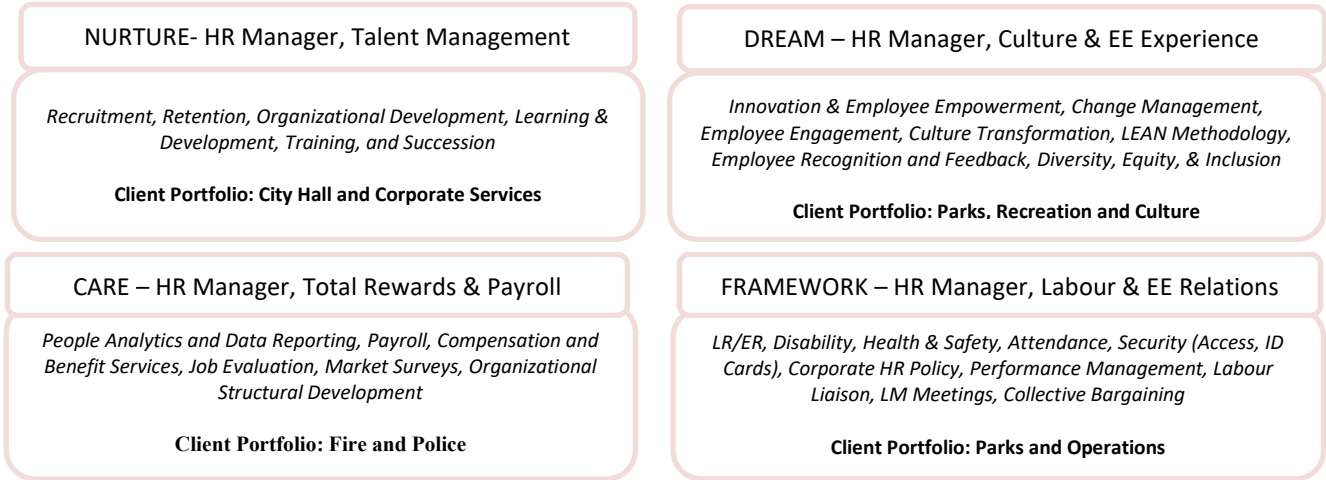 NURTURE- HR Manager, Talent Management
Recruitment, Retention, Organizational Development, Learning &
Development, Training, and Succession
Client Portfolio: City Hall and Corporate Services
DREAM – HR Manager, Culture & EE Experience
Innovation & Employee Empowerment, Change Management,
Employee Engagement, Culture Transformation, LEAN Methodology,
Employee Recognition and Feedback, Diversity, Equity, & Inclusion
Client Portfolio: Parks, Recreation and Culture
CARE – HR Manager, Total Rewards & Payroll
People Analytics and Data Reporting, Payroll, Compensation and
Benefit Services, Job Evaluation, Market Surveys, Organizational
Structural Development
Client Portfolio: Fire and Police
FRAMEWORK – HR Manager, Labour & EE Relations
LR/ER, Disability, Health & Safety, Attendance, Security (Access, ID
Cards), Corporate HR Policy, Performance Management, Labour
Liaison, LM Meetings, Collective Bargaining
Client Portfolio: Parks and Operations